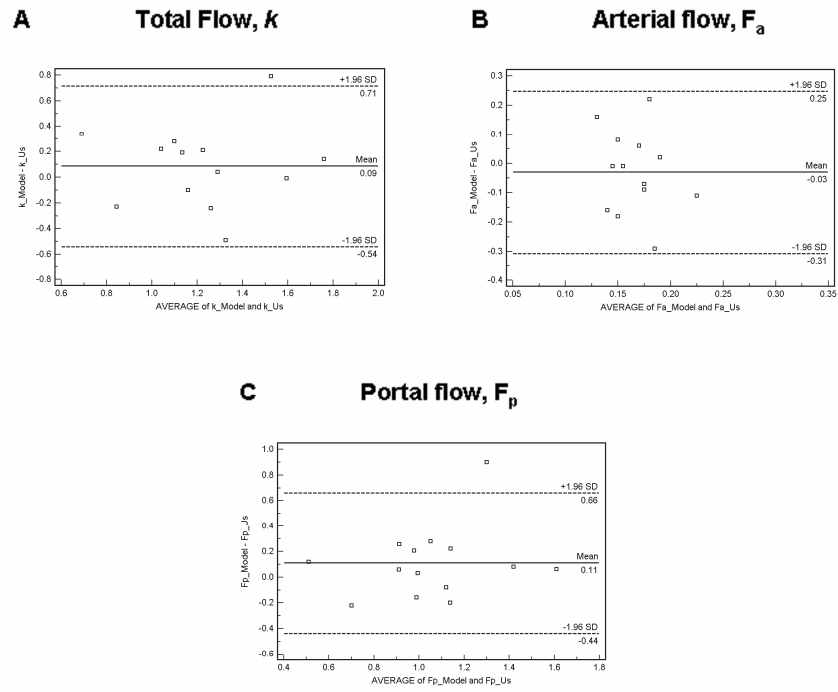 A Total Flow, k
B Arterial flow, Fa
0.8
0.6
0.4
0.2
0.0
-0.2
-0.4
-0.6
-0.8
k_Model - k_Us
+1.96 SD
0.71
Mean
0.09
-1.96 SD
-0.54
0.6 0.8 1.0 1.2 1.4 1.6 1.8 2.0
AVERAGE of k_Model and k_Us
0.3
0.2
0.1
0.0
-0.1
-0.2
-0.3
-0.4
Fa_Model - Fa_Us
+1.96 SD
0.25
Mean
-0.03
-1.96 SD
-0.31
0.05 0.10 0.15 0.20 0.25 0.30 0.35
AVERAGE of Fa_Model and Fa_Us
C Portal flow, Fp
1.0
0.8
0.6
0.4
0.2
0.0
-0.2
-0.4
-0.6
Fp_Model - Fp_Us
+1.96 SD
0.66
Mean
0.11
-1.96 SD
-0.44
0.4 0.6 0.8 1.0 1.2 1.4 1.6 1.8
AVERAGE of Fp_Model and Fp_Us